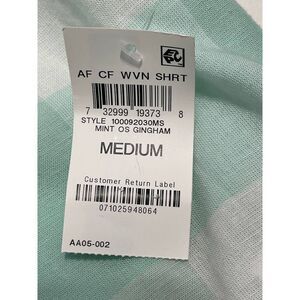 AF CF WVN SHRT
7 32999 19373 8
STYLE 100092030MS
MINT OS GINGHAM
MEDIUM
Customer Return Label
071025948064
AA05-002